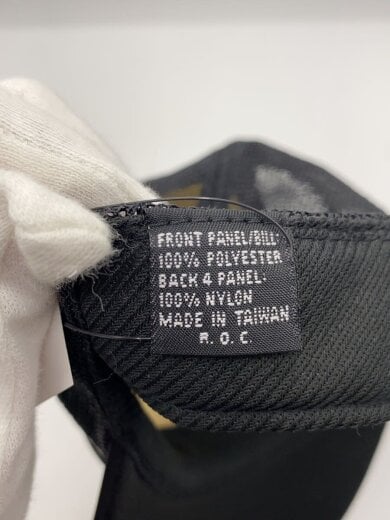 FRONT PANEL/BILL-
100% POLYESTER
BACK 4 PANEL-
100% NYLON
MADE IN TAIWAN
R. O. C.